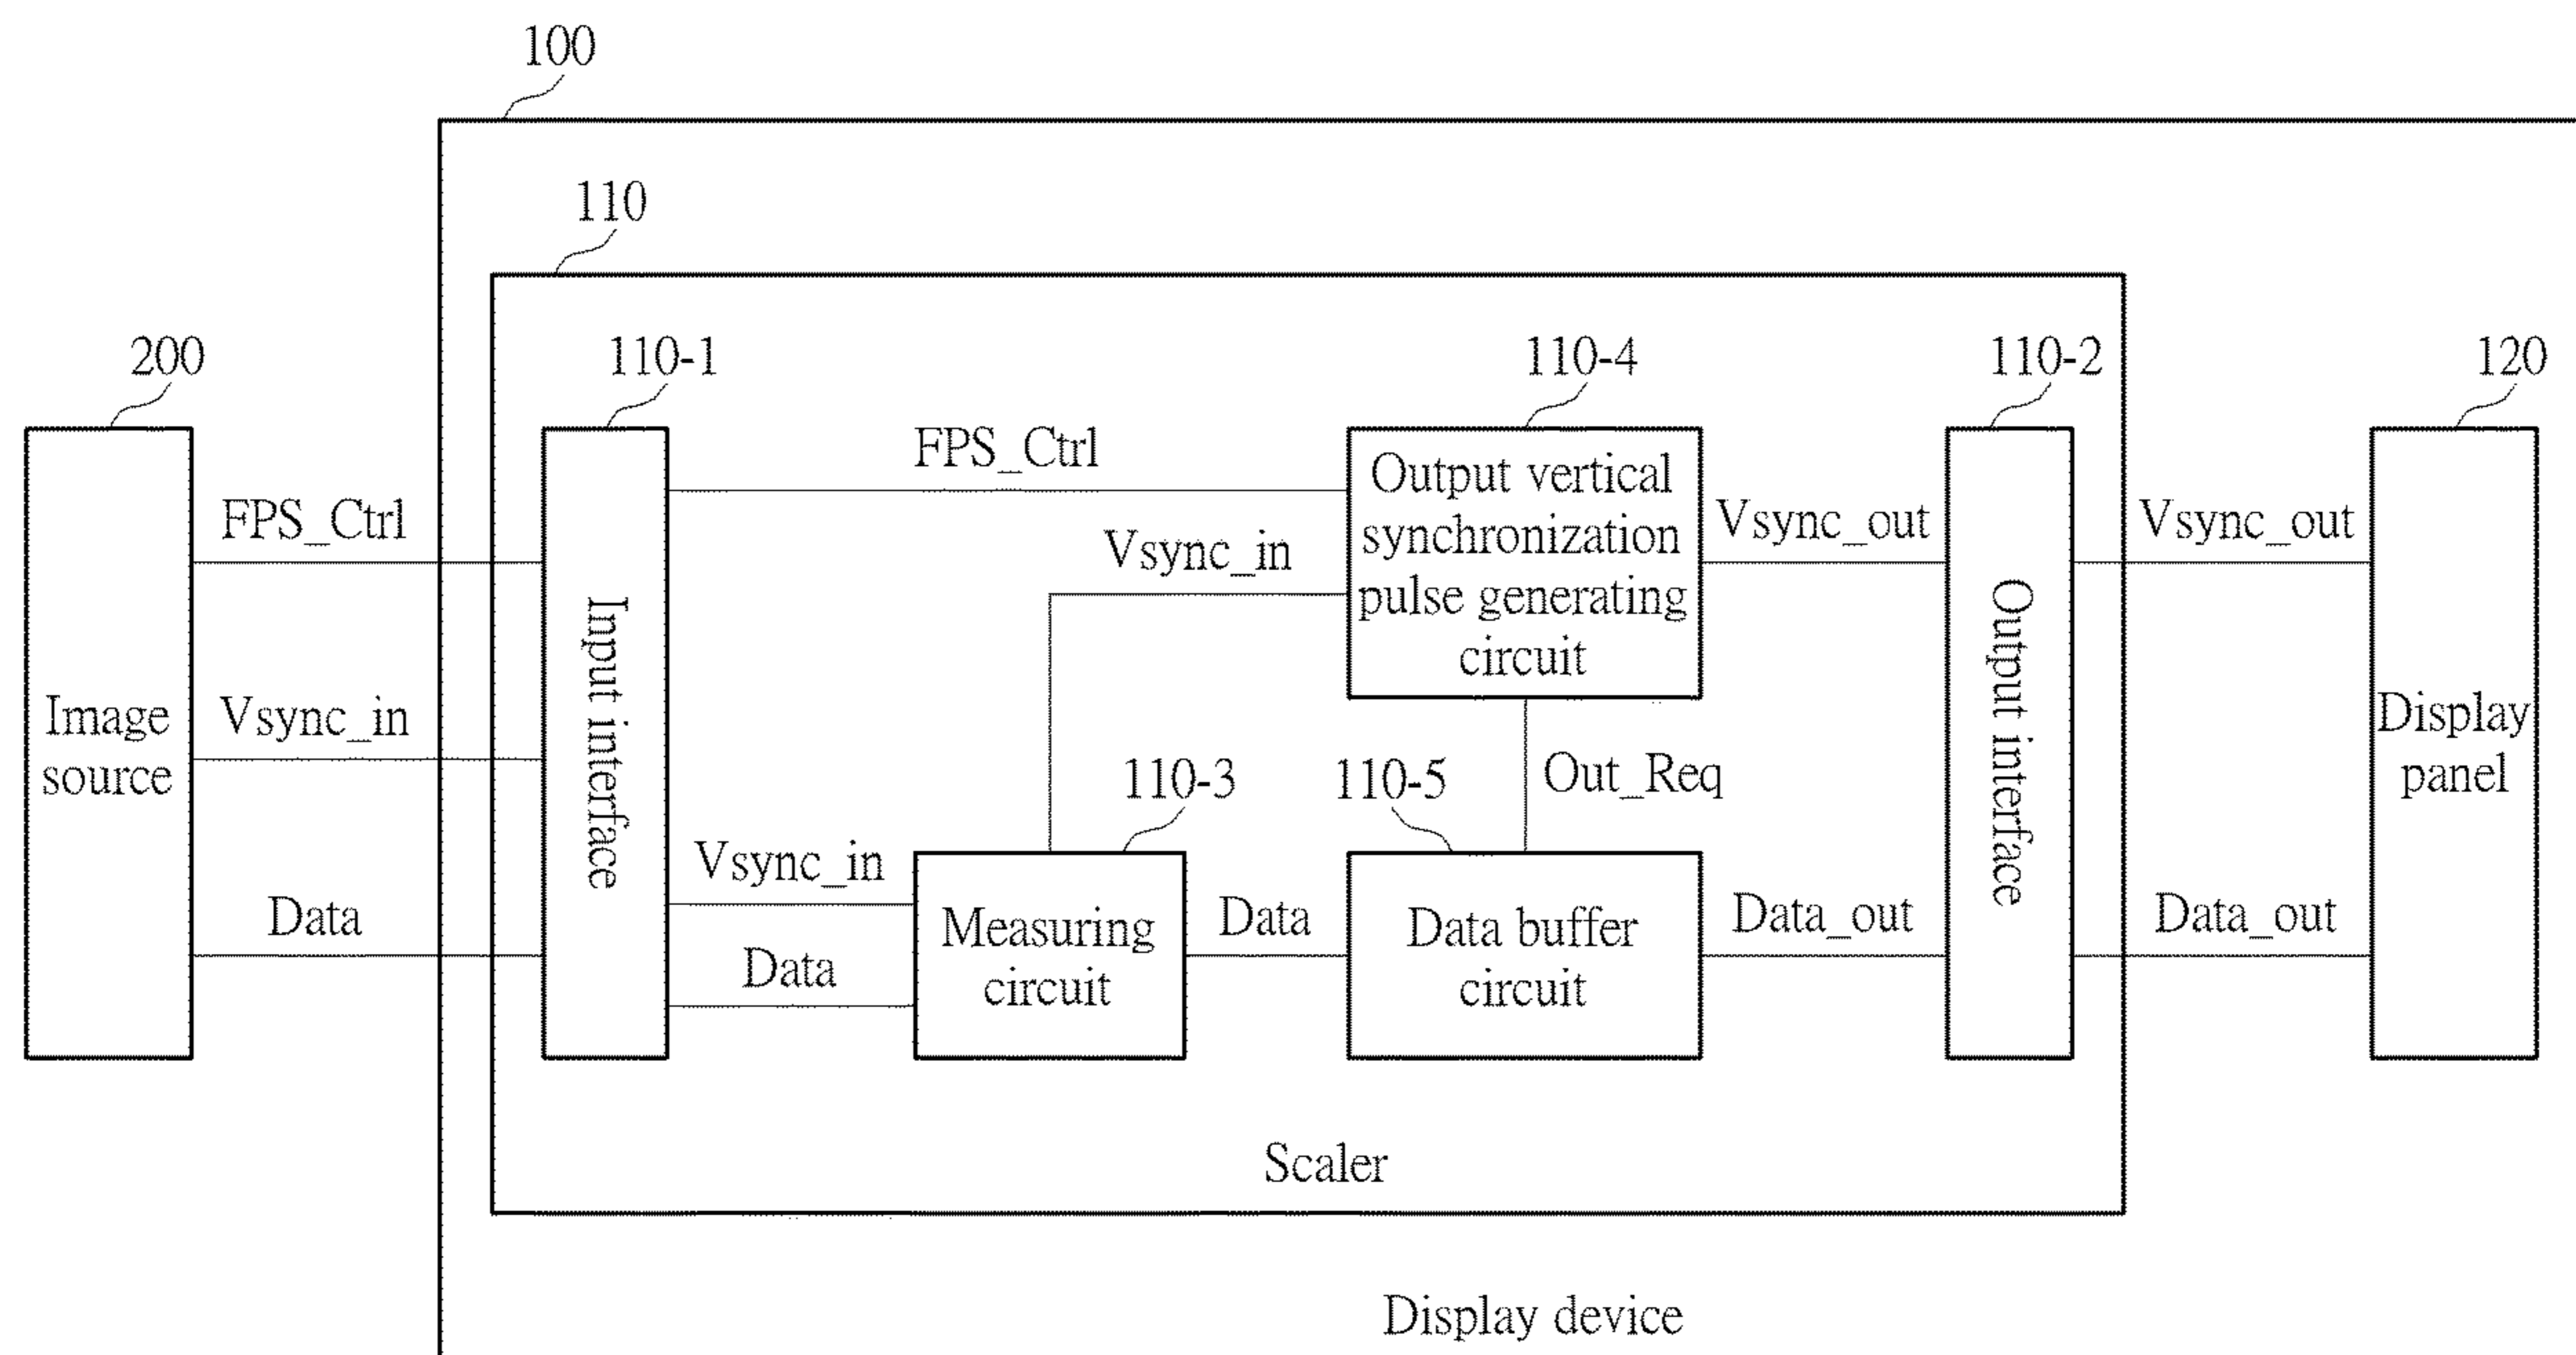 100
110
200
110-1
110-4
110-2
120
FPS_Ctrl
Vsync_in
Data
Image
source
Input interface
FPS_Ctrl
Vsync_in
Output vertical
synchronization
pulse generating
circuit
Vsync_out
Vsync_out
Out_Req
110-3
110-5
Vsync_in
Data
Measuring
circuit
Data
Data buffer
circuit
Data_out
Output interface
Data_out
Display
panel
Scaler
Display device